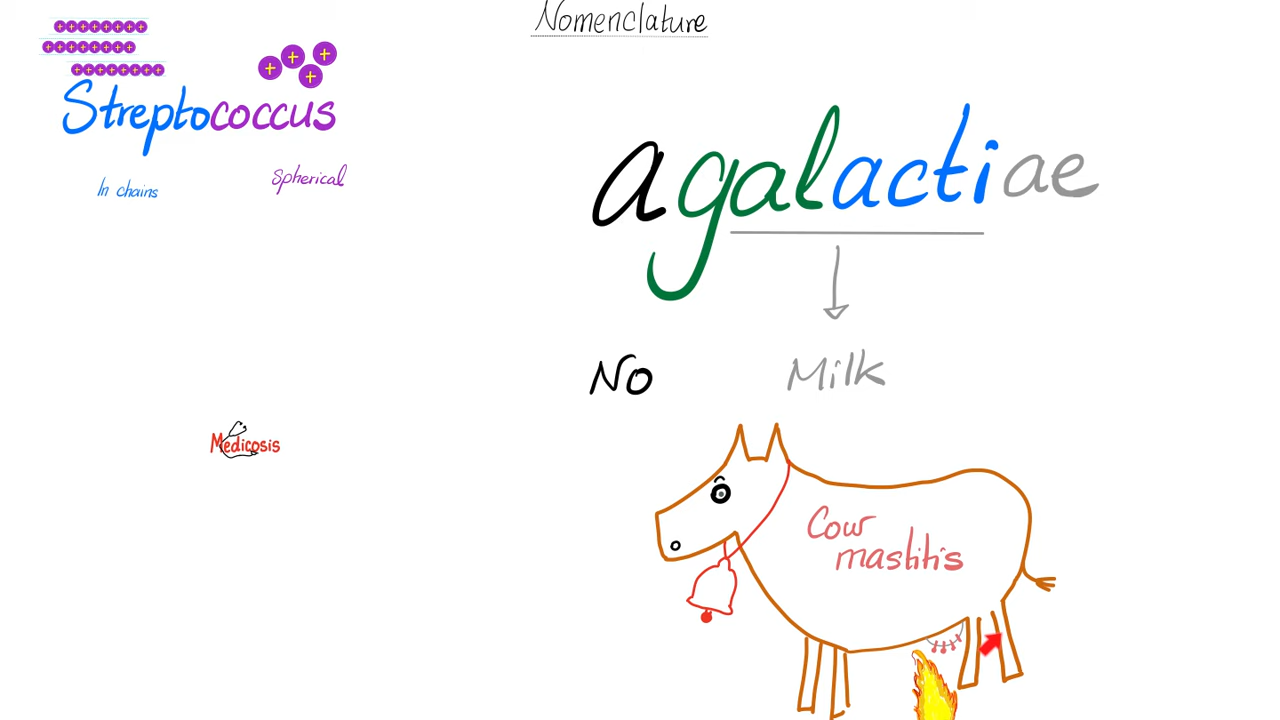 Nomenclature
Streptococcus
In chains
Spherical
agalactiae
No
Milk
Medicosis
Cow
mastitis